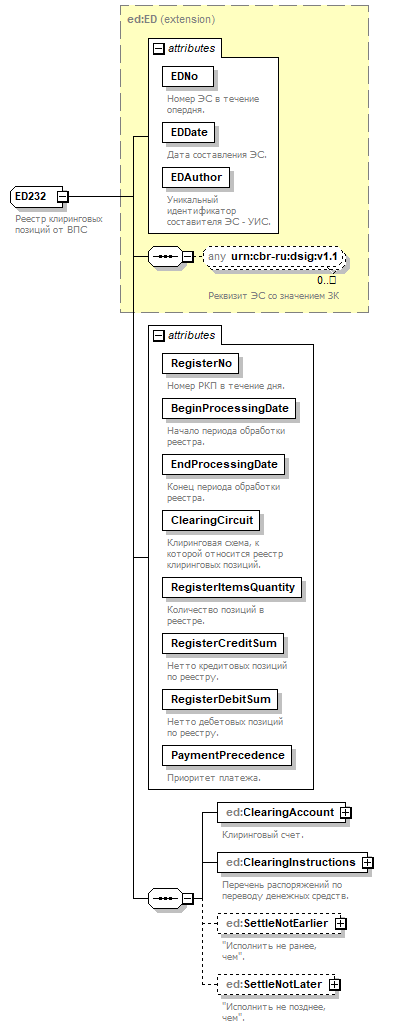 ed:ED (extension)
attributes
EDNo
Номер ЭС в течение
опердня.
EDDate
Дата составления ЭС.
EDAuthor
Уникальный
идентификатор
составителя ЭС - УИС.
ED232
Реестр клиринговых
позиций от ВПС
any urn:cbr-ru:dsig:v1.1
0..□
Реквизит ЭС со значением ЗК
attributes
RegisterNo
Номер РКП в течение дня.
BeginProcessingDate
Начало периода обработки
реестра.
EndProcessingDate
Конец периода обработки
реестра.
ClearingCircuit
Клиринговая схема, к
которой относится реестр
клиринговых позиций.
RegisterItemsQuantity
Количество позиций в
реестре.
RegisterCreditSum
Нетто кредитовых позиций
по реестру.
RegisterDebitSum
Нетто дебетовых позиций
по реестру.
PaymentPrecedence
Приоритет платежа.
ed:ClearingAccount
Клиринговый счет.
ed:ClearingInstructions
Перечень распоряжений по
переводу денежных средств.
ed:SettleNotEarlier
"Исполнить не ранее,
чем".
ed:SettleNotLater
"Исполнить не позднее,
чем".